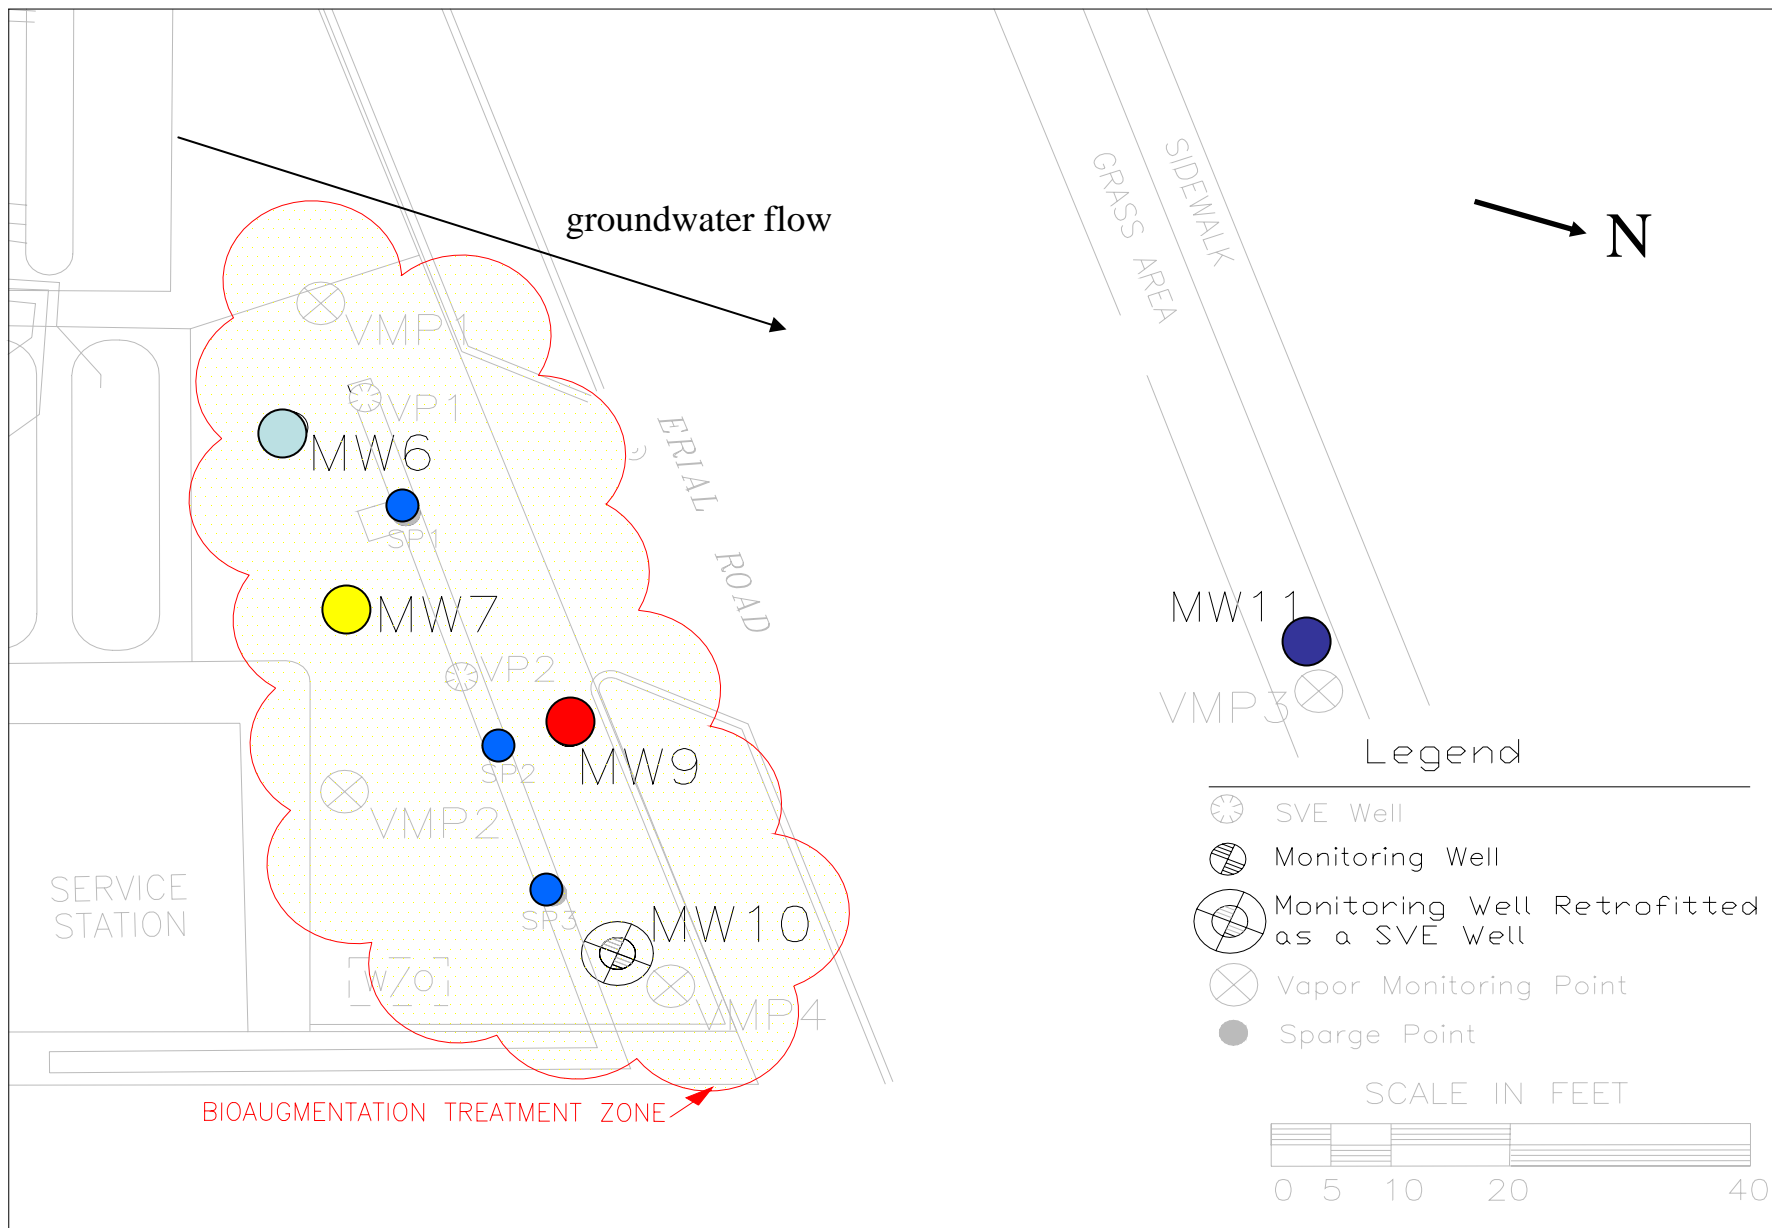 groundwater flow
N
SIDEWALK
GRASS AREA
VMP1
VP1
MW6
ERIAL ROAD
SP1
MW7
MW11
VP2
VMP3
MW9
SP2
VMP2
Legend
SVE Well
Monitoring Well
Monitoring Well Retrofitted
as a SVE Well
Vapor Monitoring Point
Sparge Point
SERVICE
STATION
SP3
MW10
W/O
VMP4
SCALE IN FEET
0 5 10 20 40
BIOAUGMENTATION TREATMENT ZONE